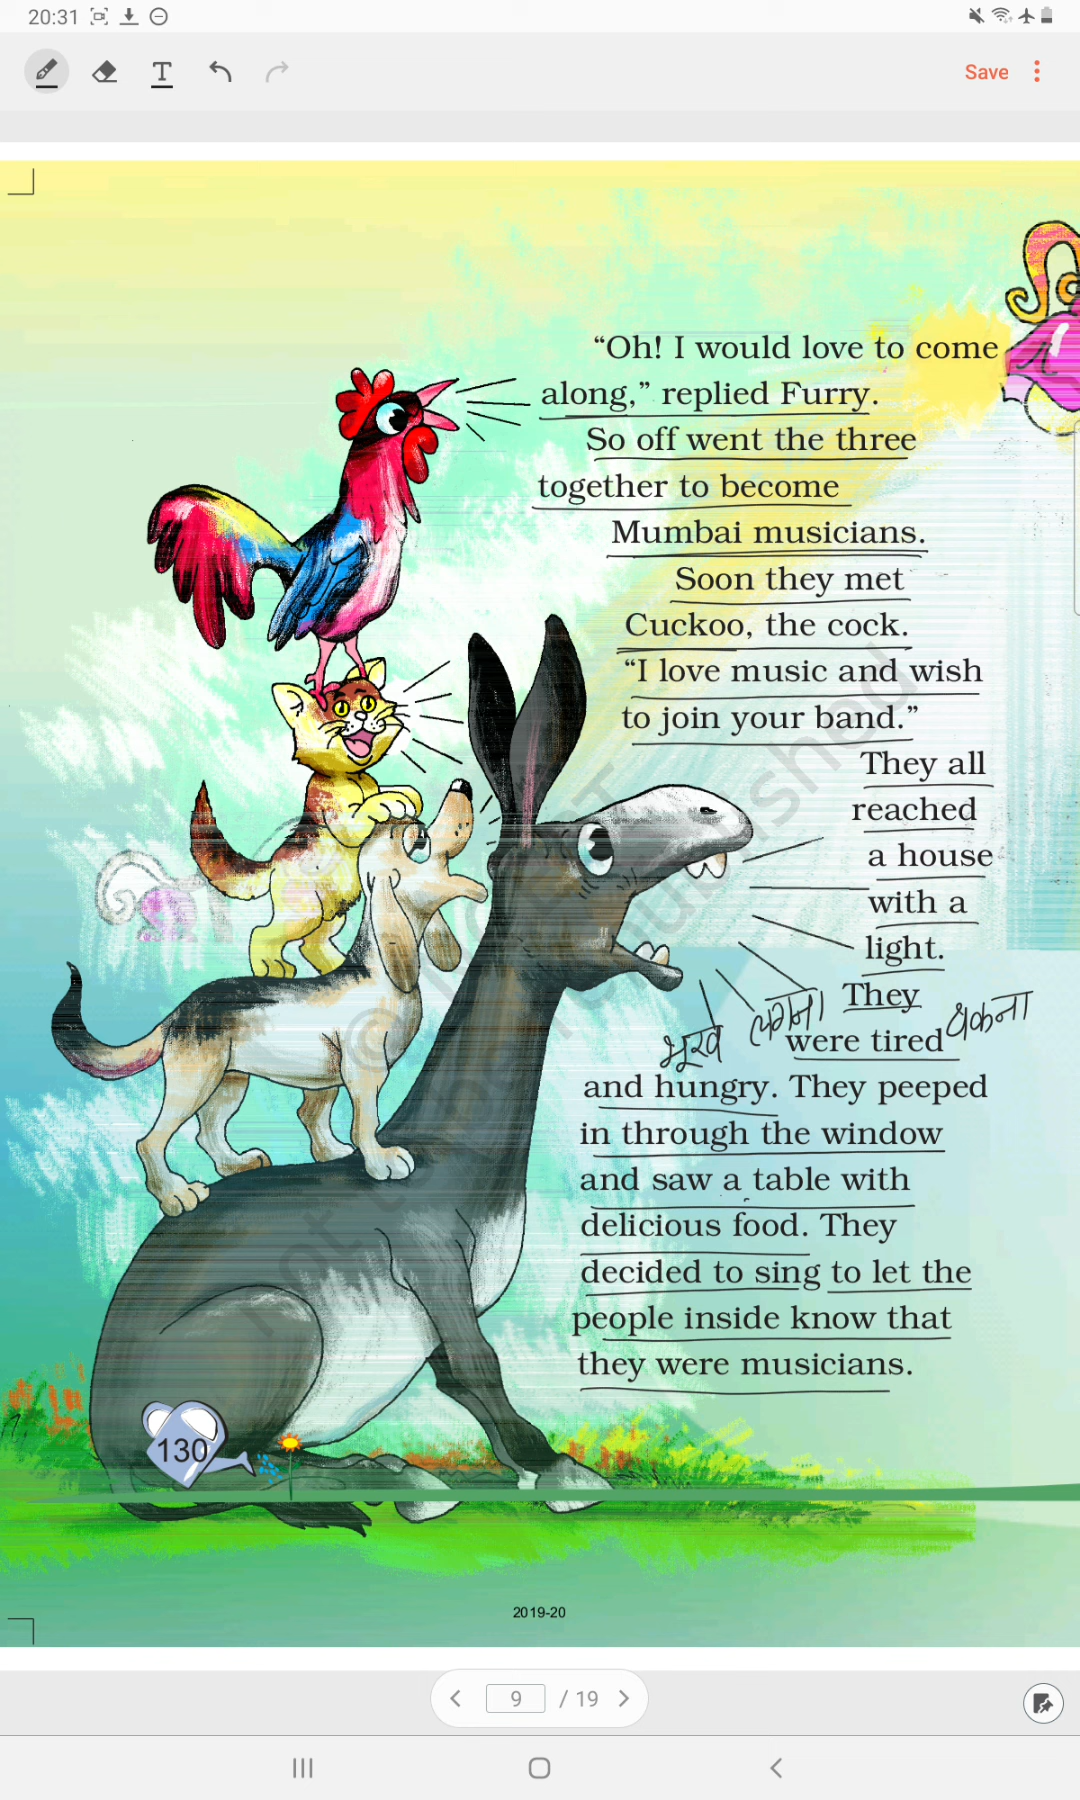 20:31
Save
“Oh! I would love to come
along,” replied Furry.
So off went the three
together to become
Mumbai musicians.
Soon they met
Cuckoo, the cock.
“I love music and wish
to join your band.”
They all
reached
a house
with a
light.
They
भूख लगना were tired थकना
and hungry. They peeped
in through the window
and saw a table with
delicious food. They
decided to sing to let the
people inside know that
they were musicians.
130
2019-20
9 / 19